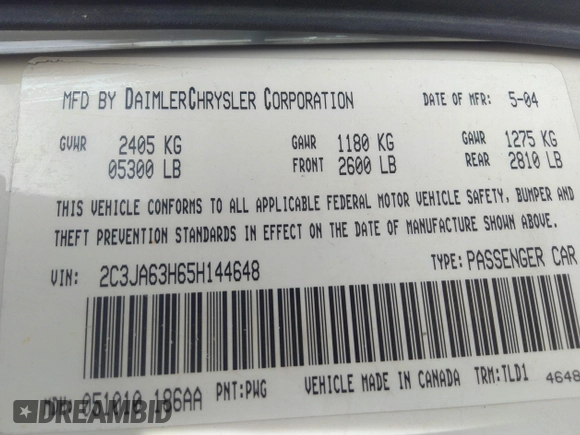 MFD BY DAIMLERCHRYSLER CORPORATION DATE OF MFR: 5-04
GVWR 2405 KG GAWR 1180 KG GAWR 1275 KG
05300 LB FRONT 2600 LB REAR 2810 LB
THIS VEHICLE CONFORMS TO ALL APPLICABLE FEDERAL MOTOR VEHICLE SAFETY, BUMPER AND
THEFT PREVENTION STANDARDS IN EFFECT ON THE DATE OF MANUFACTURE SHOWN ABOVE.
VIN: 2C3JA63H65H144648 TYPE: PASSENGER CAR
MDH: 051010 186AA PNT:PWG VEHICLE MADE IN CANADA TRM:TLD1 4648
DREAMBID